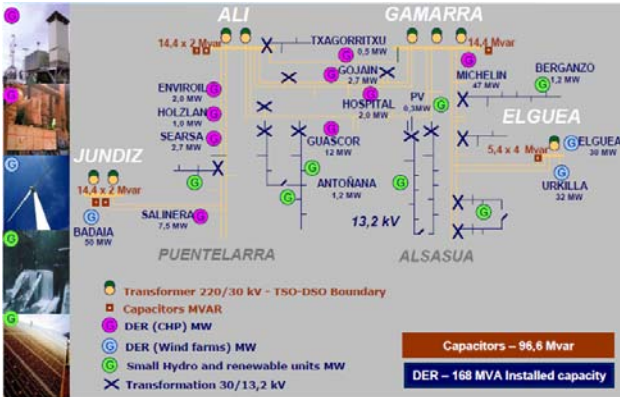 ALI
GAMARRA
14,4 x 2 Mvar
TXAGORRITXU
0,5 MW
14,4 Mvar
GOJAIN
2,7 MW
MICHELIN
47 MW
BERGANZO
1,2 MW
ENVIROIL
2,0 MW
HOSPITAL
2,0 MW
PV
0,3MW
HOLZLAN
1,0 MW
ELGUEA
SEARSA
2,7 MW
GUASCOR
12 MW
5,4 x 4 Mvar
ELGUEA
30 MW
JUNDIZ
14,4 x 2 Mvar
ANTOÑANA
1,2 MW
URKILLA
32 MW
BADAIA
50 MW
SALINERA
7,5 MW
13,2 kV
PUENTELARRA
ALSASUA
Transformer 220/30 kV - TSO-DSO Boundary
Capacitors MVAR
G DER (CHP) MW
G DER (Wind farms) MW
G Small Hydro and renewable units MW
Transformation 30/13,2 kV
Capacitors – 96,6 Mvar
DER – 168 MVA Installed capacity